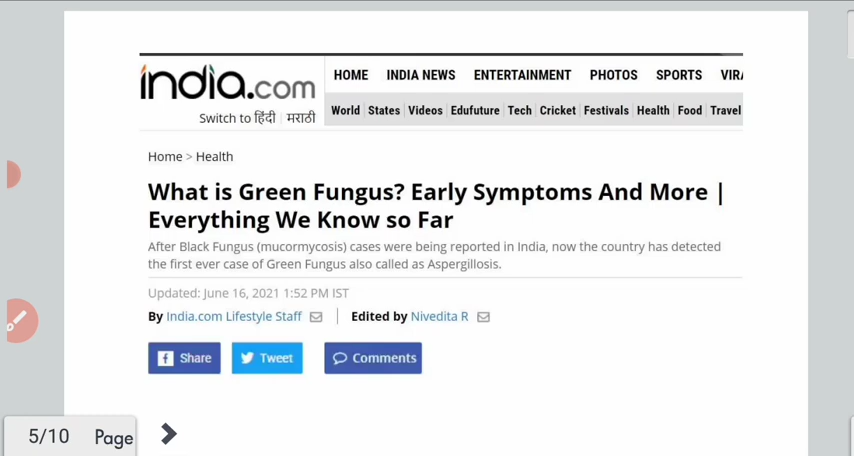 india.com
HOME INDIA NEWS ENTERTAINMENT PHOTOS SPORTS
Switch to हिंदी | मराठी
World | States | Videos | Edufuture | Tech | Cricket | Festivals | Health | Food | Travel
Home > Health
What is Green Fungus? Early Symptoms And More |
Everything We Know so Far
After Black Fungus (mucormycosis) cases were being reported in India, now the country has detected
the first ever case of Green Fungus also called as Aspergillosis.
Updated: June 16, 2021 1:52 PM IST
By India.com Lifestyle Staff | Edited by Nivedita R
f Share Tweet Comments
5/10 Page